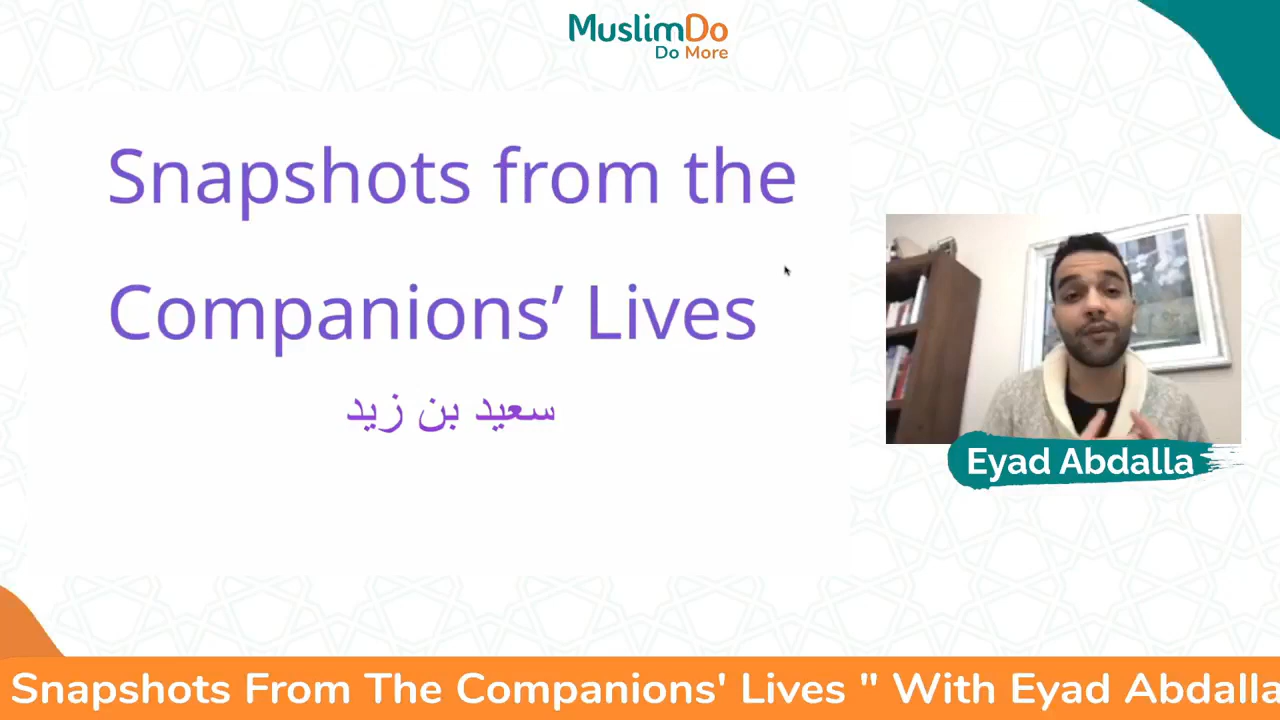 MuslimDo
Do More
Snapshots from the
Companions’ Lives
سعيد بن زيد
Eyad Abdalla
Snapshots From The Companions' Lives " With Eyad Abdalla